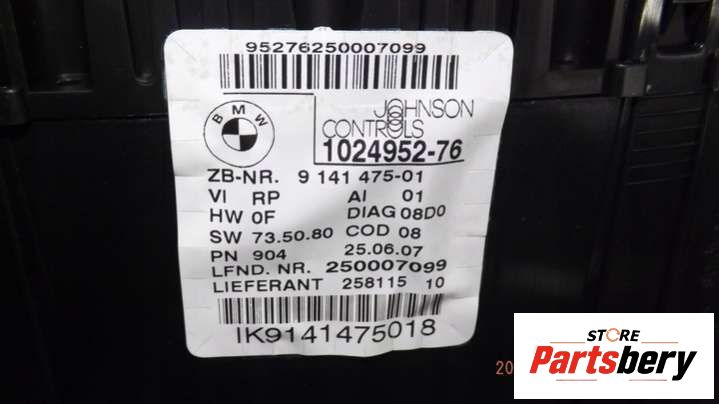 95276250007099
BMW
JOHNSON
CONTROLS
1024952-76
ZB-NR. 9 141 475-01
VI RP AI 01
HW 0F DIAG 08D0
SW 73.50.80 COD 08
PN 904 25.06.07
LFND. NR. 250007099
LIEFERANT 258115 10
IK9141475018
20
STORE
Partsbery